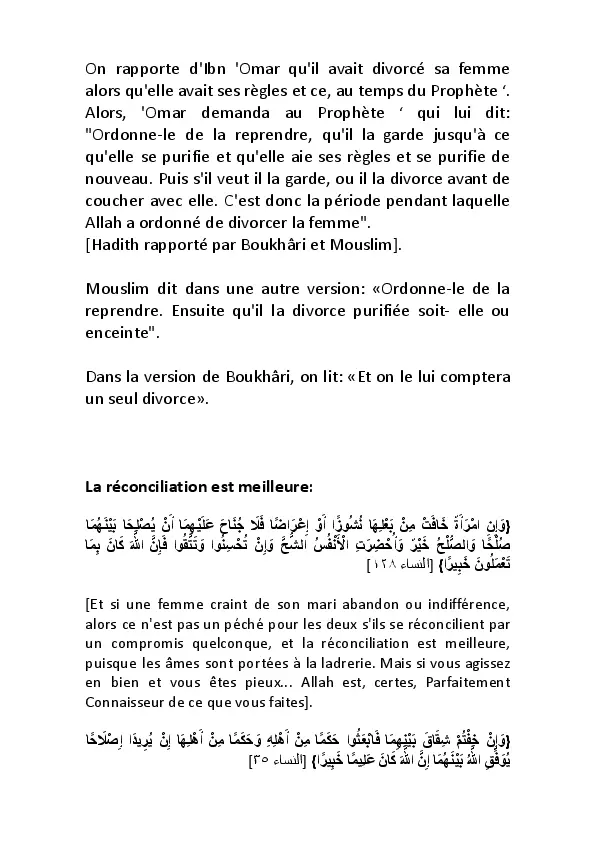 On rapporte d'Ibn 'Omar qu'il avait divorcé sa femme
alors qu'elle avait ses règles et ce, au temps du Prophète ‘.
Alors, 'Omar demanda au Prophète ‘ qui lui dit:
"Ordonne-le de la reprendre, qu'il la garde jusqu'à ce
qu'elle se purifie et qu'elle aie ses règles et se purifie de
nouveau. Puis s'il veut il la garde, ou il la divorce avant de
coucher avec elle. C'est donc la période pendant laquelle
Allah a ordonné de divorcer la femme".
[Hadith rapporté par Boukhâri et Mouslim].
Mouslim dit dans une autre version: «Ordonne-le de la
reprendre. Ensuite qu'il la divorce purifiée soit- elle ou
enceinte".
Dans la version de Boukhâri, on lit: «Et on le lui comptera
un seul divorce».
La réconciliation est meilleure:
{وَإِنِ امْرَأَةٌ خَافَتْ مِنْ بَعْلِهَا نُشُوزًا أَوْ إِعْرَاضًا فَلَا جُنَاحَ عَلَيْهِمَا أَنْ يُصْلِحَا بَيْنَهُمَا
صُلْحًا وَالصُّلْحُ خَيْرٌ وَأُحْضِرَتِ الْأَنْفُسُ الشُّحَّ وَإِنْ تُحْسِنُوا وَتَتَّقُوا فَإِنَّ اللَّهَ كَانَ بِمَا
تَعْمَلُونَ خَبِيرًا} [النساء ١٢٨]
[Et si une femme craint de son mari abandon ou indifférence,
alors ce n'est pas un péché pour les deux s'ils se réconcilient par
un compromis quelconque, et la réconciliation est meilleure,
puisque les âmes sont portées à la ladrerie. Mais si vous agissez
en bien et vous êtes pieux... Allah est, certes, Parfaitement
Connaisseur de ce que vous faites].
{وَإِنْ خِفْتُمْ شِقَاقَ بَيْنِهِمَا فَابْعَثُوا حَكَمًا مِنْ أَهْلِهِ وَحَكَمًا مِنْ أَهْلِهَا إِنْ يُرِيدَا إِصْلَاحًا
يُوَفِّقِ اللَّهُ بَيْنَهُمَا إِنَّ اللَّهَ كَانَ عَلِيمًا خَبِيرًا} [النساء ٣٥]